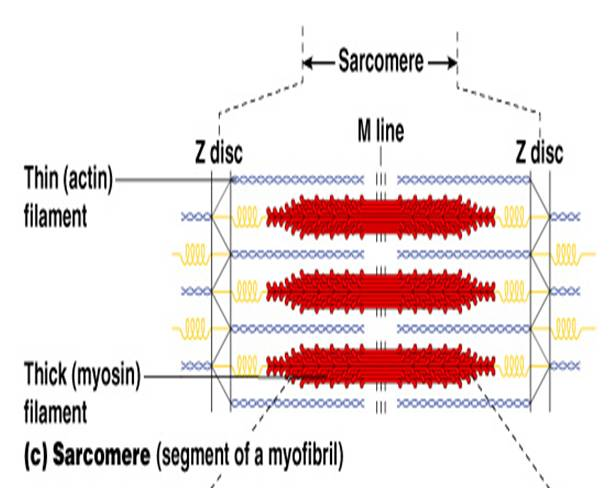 Sarcomere
M line
Z disc
Z disc
Thin (actin)
filament
Thick (myosin)
filament
(c) Sarcomere (segment of a myofibril)